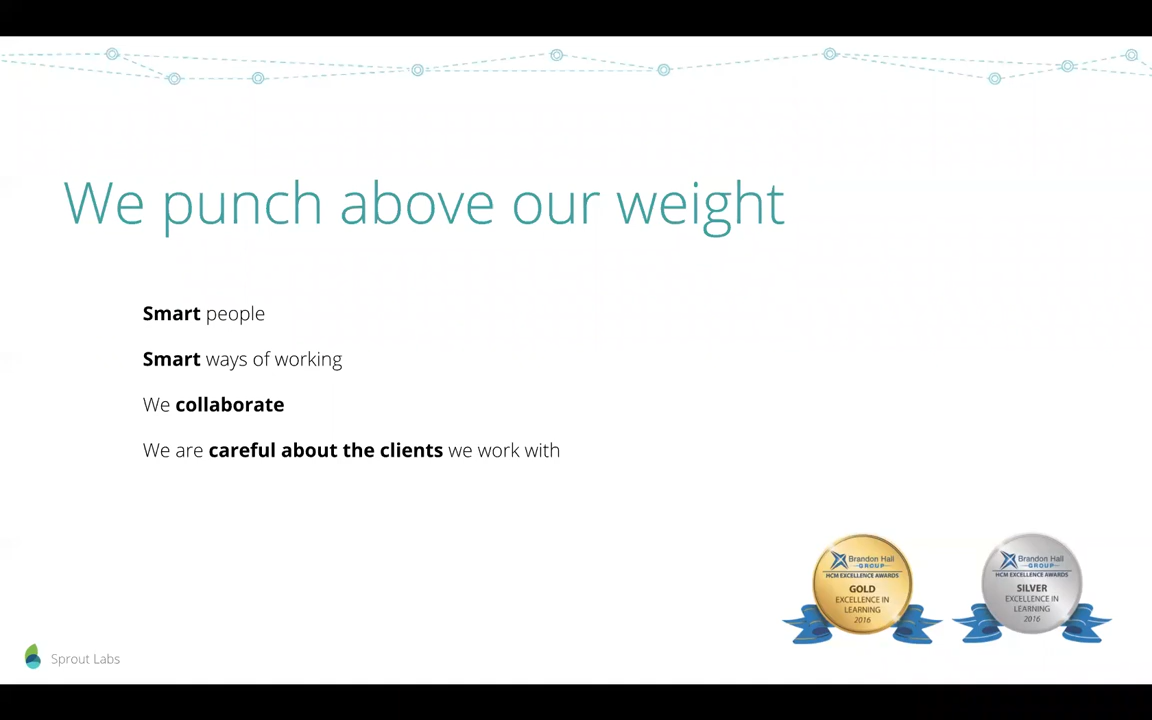 We punch above our weight
Smart people
Smart ways of working
We collaborate
We are careful about the clients we work with
Brandon Hall
GROUP
HCM EXCELLENCE AWARDS
GOLD
EXCELLENCE IN
LEARNING
2016
Brandon Hall
GROUP
HCM EXCELLENCE AWARDS
SILVER
EXCELLENCE IN
LEARNING
2016
Sprout Labs